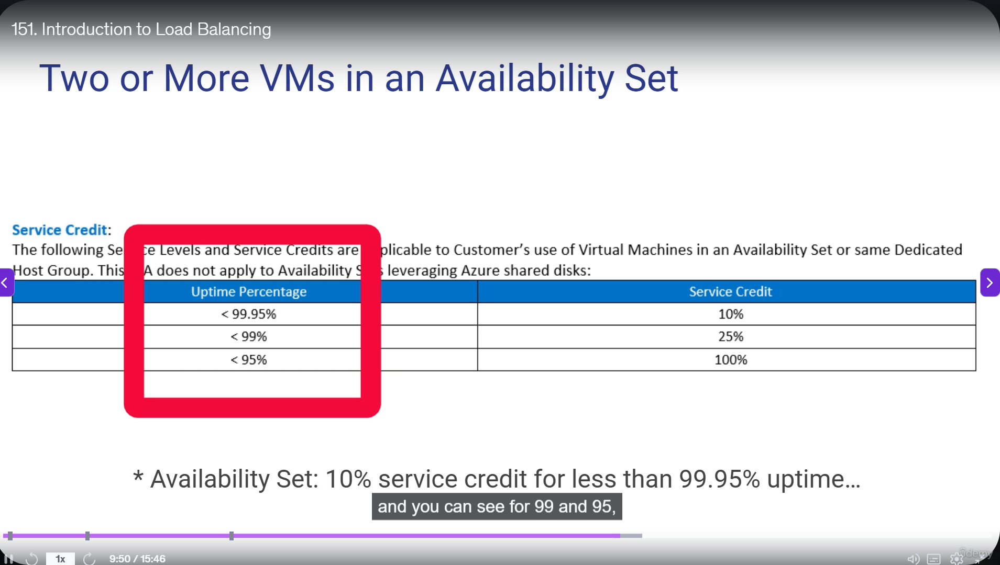 151. Introduction to Load Balancing
Two or More VMs in an Availability Set
Service Credit:
The following Se ce Levels and Service Credits are plicable to Customer's use of Virtual Machines in an Availability Set or same Dedicated
Host Group. This A does not apply to Availability S s leveraging Azure shared disks:
Uptime Percentage Service Credit
< 99.95% 10%
< 99% 25%
< 95% 100%
* Availability Set: 10% service credit for less than 99.95% uptime...
and you can see for 99 and 95,
1x 9:50 / 15:46
Udemy